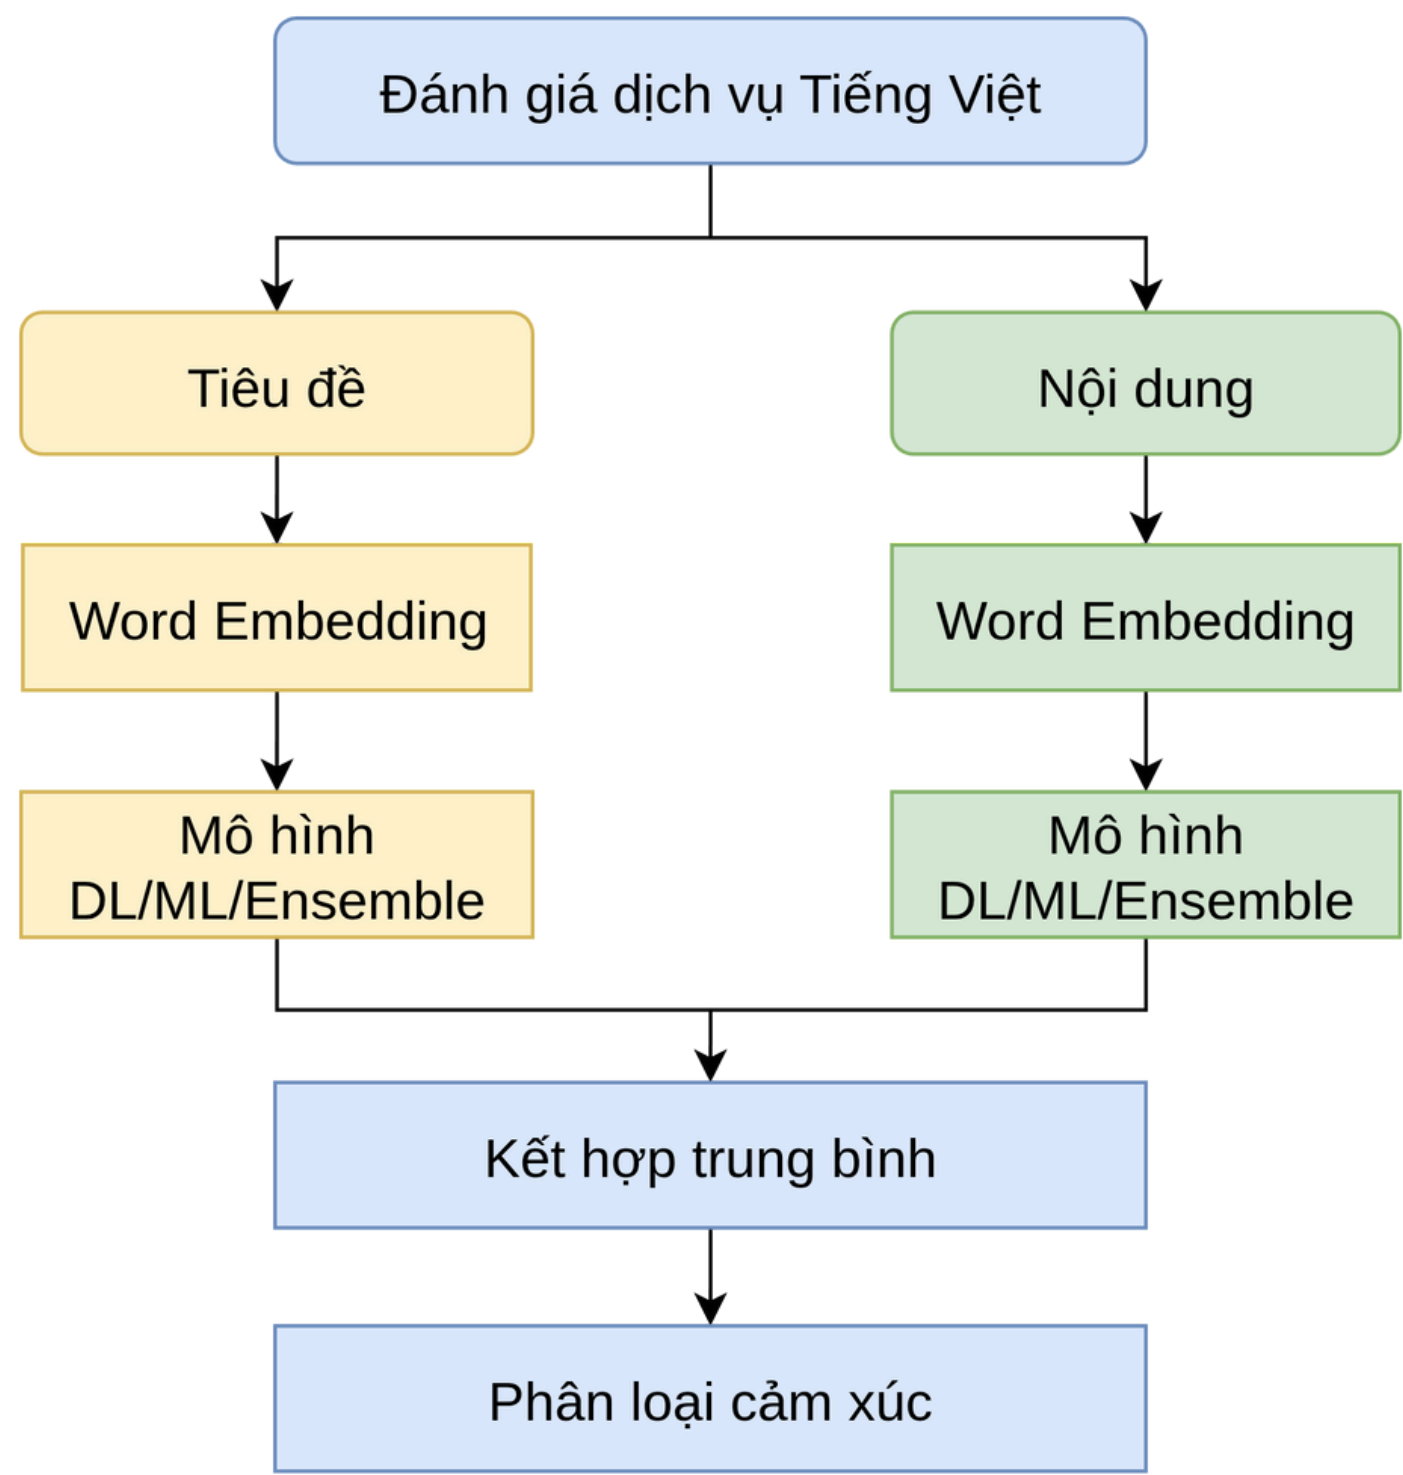 Đánh giá dịch vụ Tiếng Việt
Tiêu đề
Nội dung
Word Embedding
Word Embedding
Mô hình
DL/ML/Ensemble
Mô hình
DL/ML/Ensemble
Kết hợp trung bình
Phân loại cảm xúc